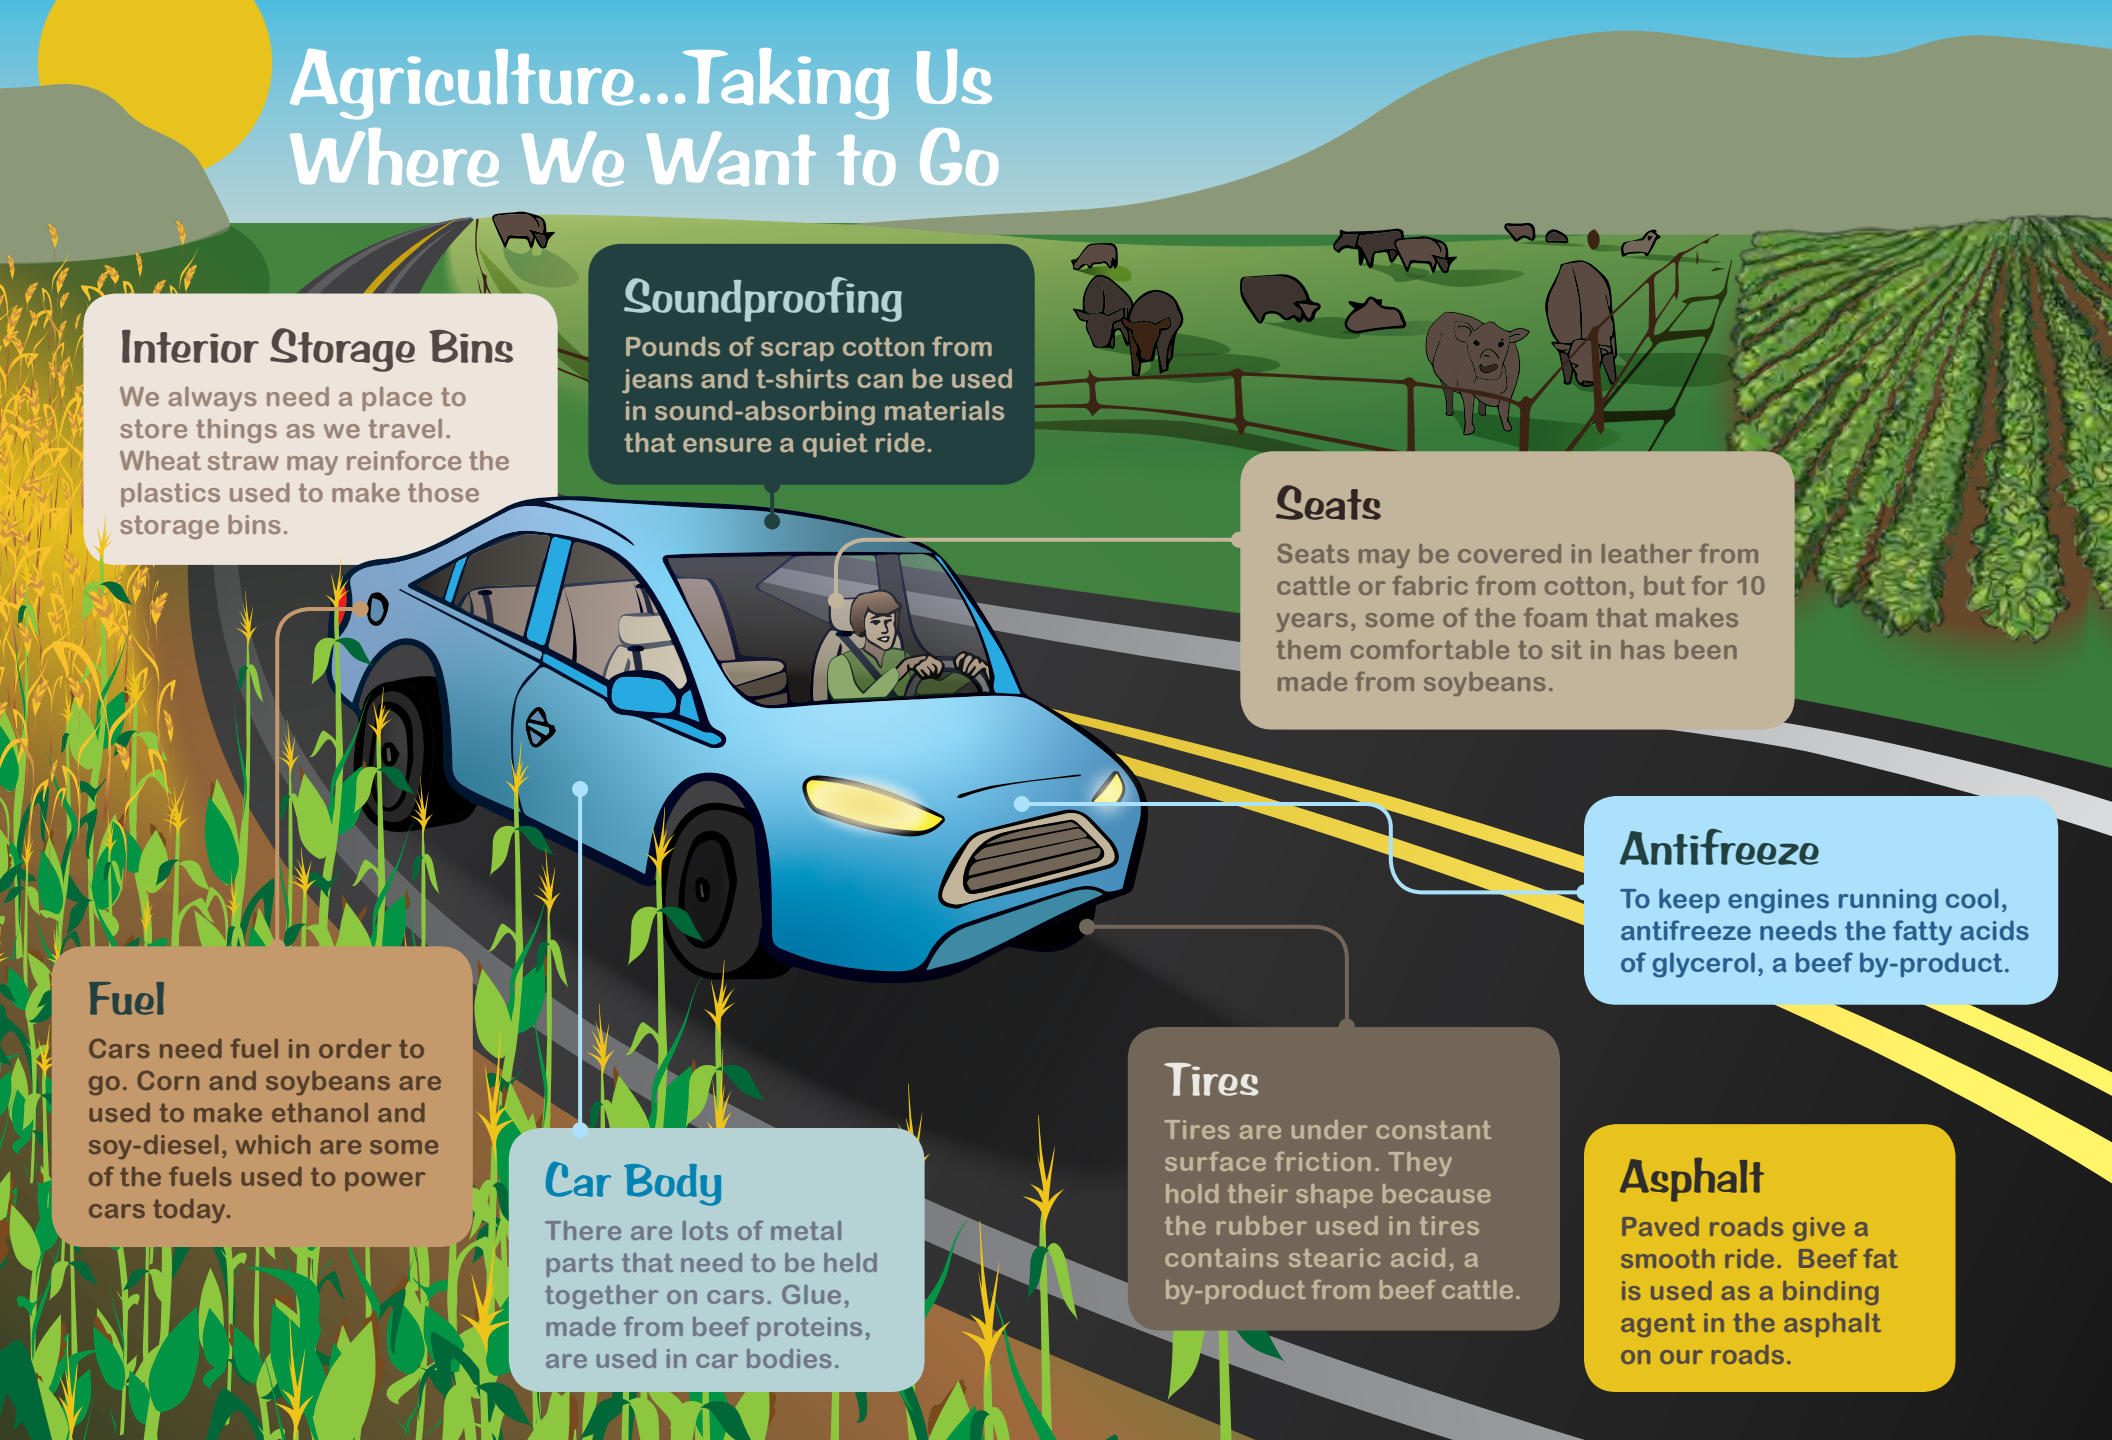 Agriculture...Taking Us
Where We Want to Go
Interior Storage Bins
We always need a place to
store things as we travel.
Wheat straw may reinforce the
plastics used to make those
storage bins.
Soundproofing
Pounds of scrap cotton from
jeans and t-shirts can be used
in sound-absorbing materials
that ensure a quiet ride.
Seats
Seats may be covered in leather from
cattle or fabric from cotton, but for 10
years, some of the foam that makes
them comfortable to sit in has been
made from soybeans.
Antifreeze
To keep engines running cool,
antifreeze needs the fatty acids
of glycerol, a beef by-product.
Fuel
Cars need fuel in order to
go. Corn and soybeans are
used to make ethanol and
soy-diesel, which are some
of the fuels used to power
cars today.
Car Body
There are lots of metal
parts that need to be held
together on cars. Glue,
made from beef proteins,
are used in car bodies.
Tires
Tires are under constant
surface friction. They
hold their shape because
the rubber used in tires
contains stearic acid, a
by-product from beef cattle.
Asphalt
Paved roads give a
smooth ride.  Beef fat
is used as a binding
agent in the asphalt
on our roads.